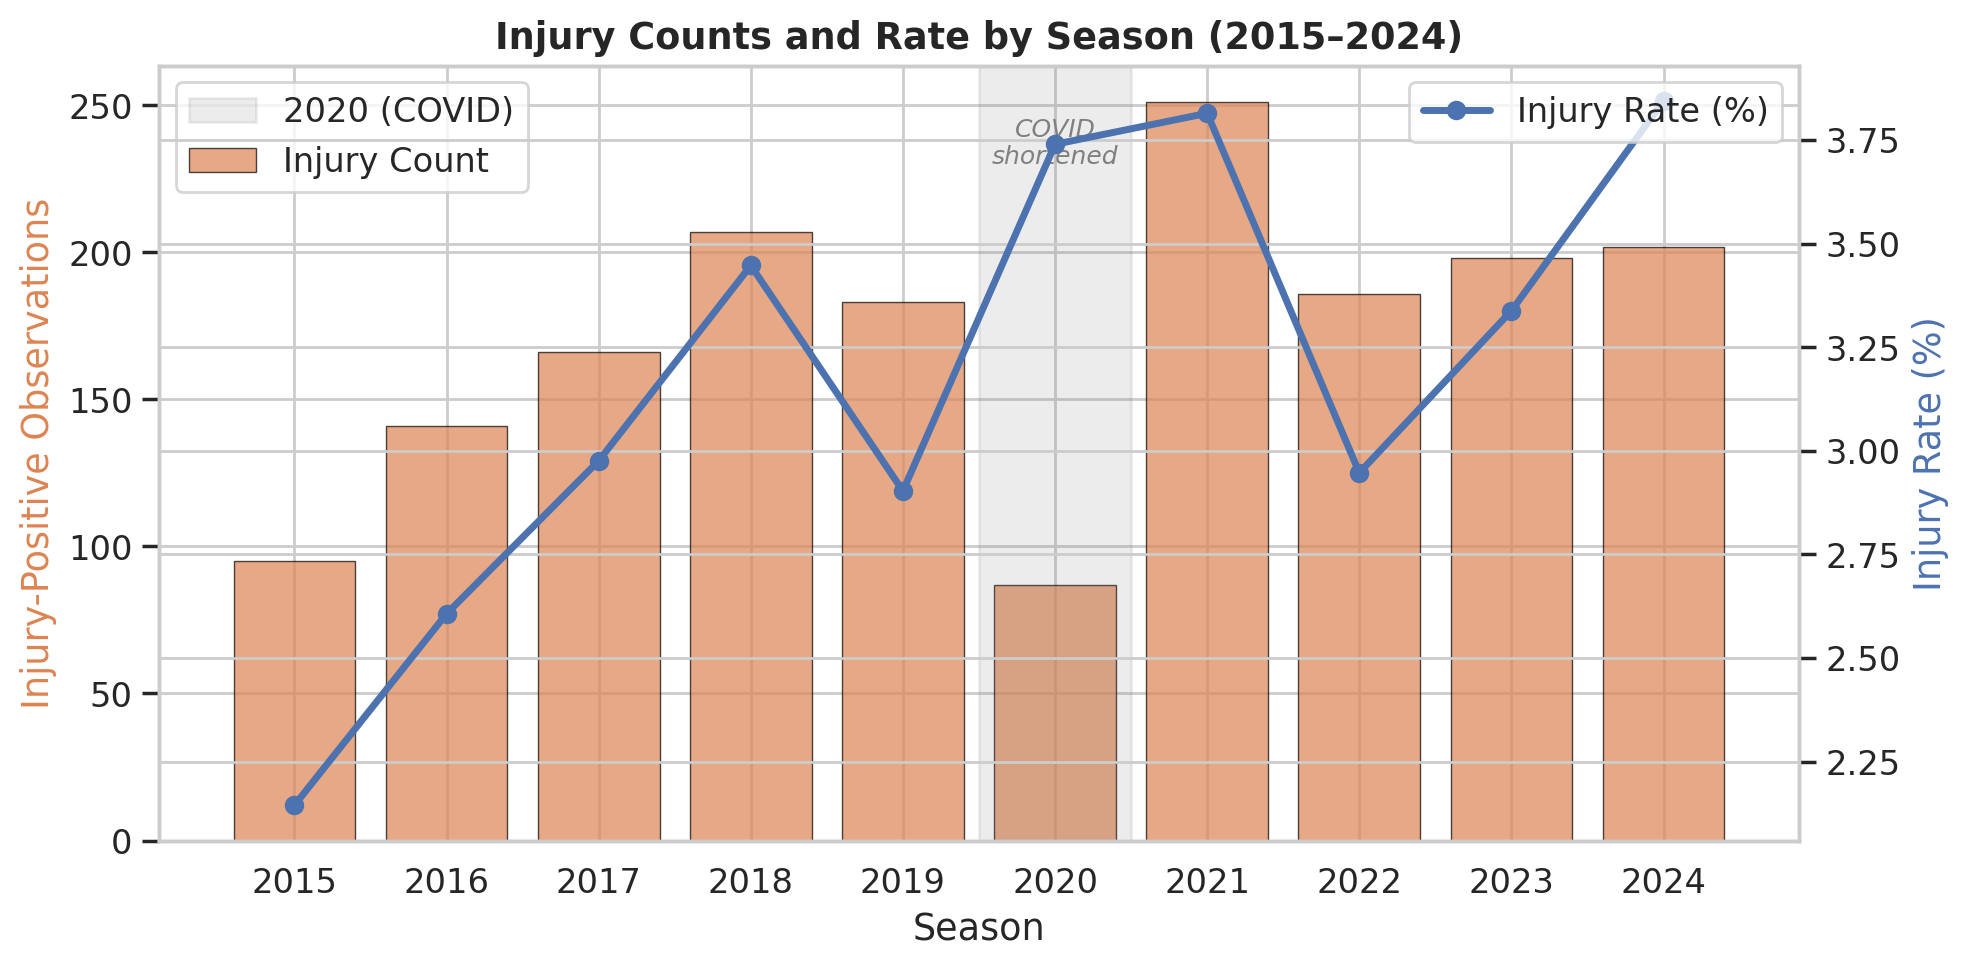 Injury Counts and Rate by Season (2015–2024)
2020 (COVID)
Injury Count
Injury Rate (%)
COVID
shortened
250
200
150
100
50
0
Injury-Positive Observations
3.75
3.50
3.25
3.00
2.75
2.50
2.25
Injury Rate (%)
2015 2016 2017 2018 2019 2020 2021 2022 2023 2024
Season